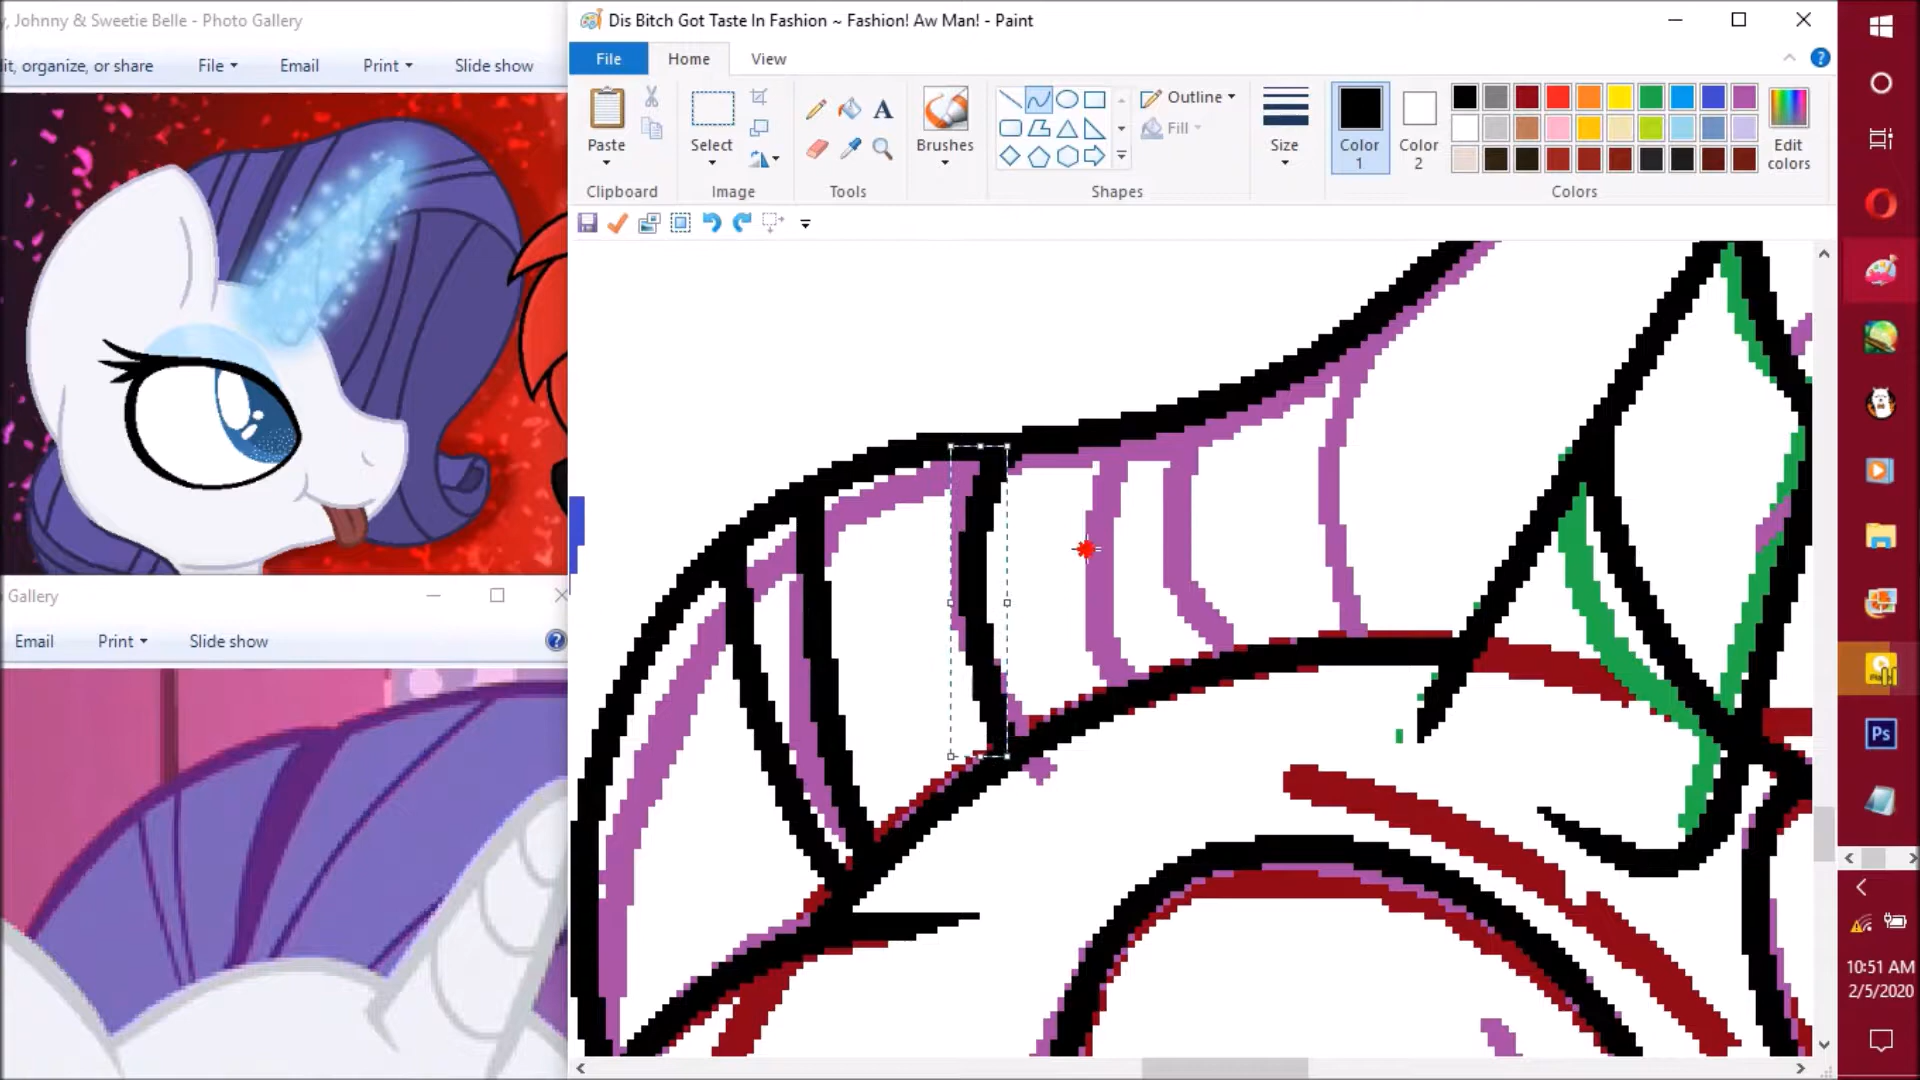 y, Johnny & Sweetie Belle - Photo Gallery
lit, organize, or share
File
Email
Print
Slide show
Gallery
Email
Print
Slide show
Dis Bitch Got Taste In Fashion ~ Fashion! Aw Man! - Paint
File
Home
View
Paste
Select
Brushes
Outline
Fill
Size
Color
1
Color
2
Edit
colors
Clipboard
Image
Tools
Shapes
Colors
Ps
10:51 AM
2/5/2020